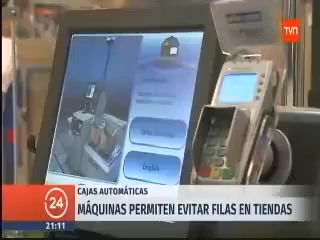 tvn
English
CAJAS AUTOMÁTICAS
24
MÁQUINAS PERMITEN EVITAR FILAS EN TIENDAS
21:11